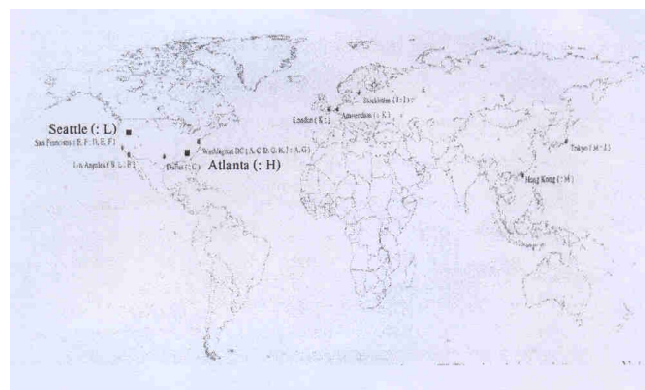 Stockholm ( I : I )
London ( K : )
Amsterdam ( : K )
Seattle (: L)
San Francisco ( E, F : D, E, F )
Washington DC ( A, C D, G, H, J : A, G )
Tokyo ( M : J )
Los Angeles ( B, L : B )
Dallas ( : C )
Atlanta (: H)
Hong Kong ( : M )